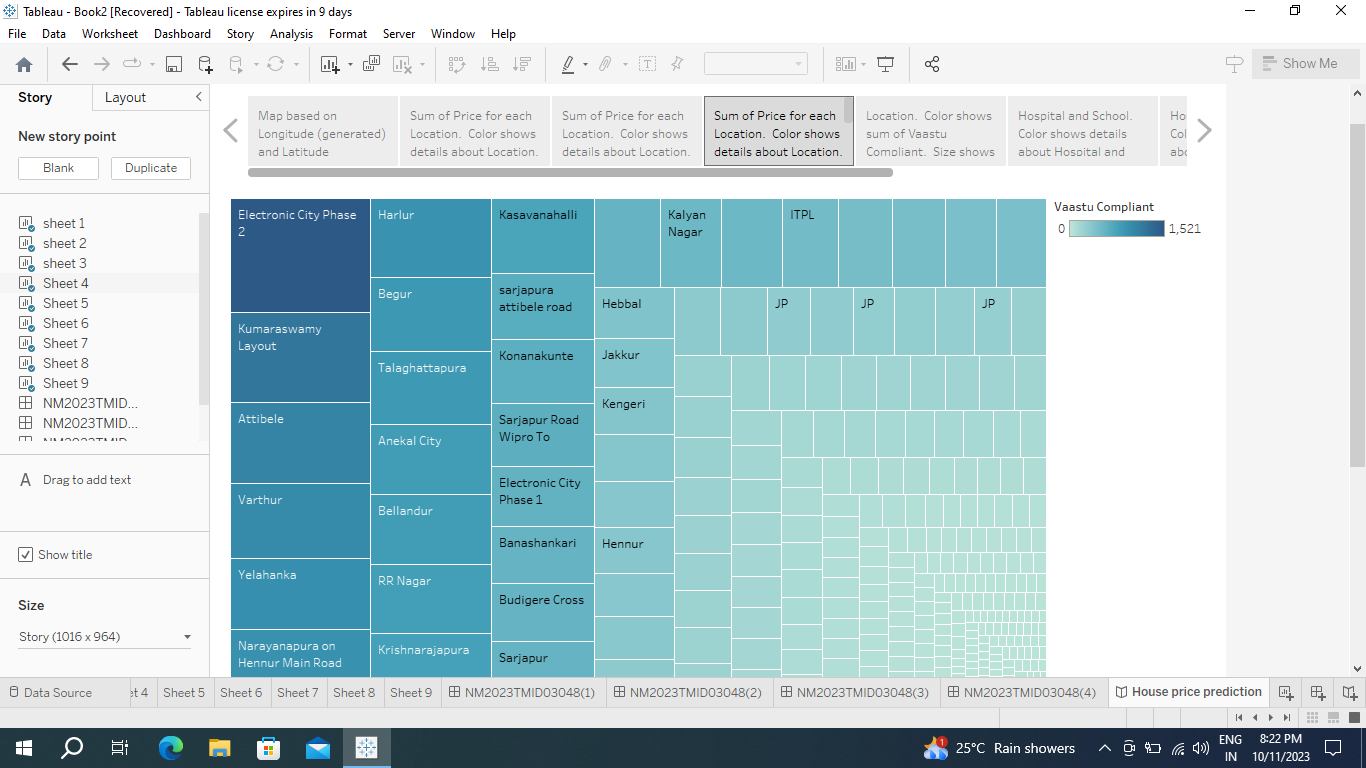 Tableau - Book2 [Recovered] - Tableau license expires in 9 days
File Data Worksheet Dashboard Story Analysis Format Server Window Help
Show Me
Story Layout
New story point
Blank Duplicate
sheet 1
sheet 2
sheet 3
Sheet 4
Sheet 5
Sheet 6
Sheet 7
Sheet 8
Sheet 9
NM2023TMID...
NM2023TMID...
NM2023TMID...
A Drag to add text
Show title
Size
Story (1016 x 964)
Map based on
Longitude (generated)
and Latitude
Sum of Price for each
Location. Color shows
details about Location.
Sum of Price for each
Location. Color shows
details about Location.
Sum of Price for each
Location. Color shows
details about Location.
Location. Color shows
sum of Vaastu
Compliant. Size shows
Hospital and School.
Color shows details
about Hospital and
Electronic City Phase
2
Kumaraswamy
Layout
Attibele
Varthur
Yelahanka
Narayanapura on
Hennur Main Road
Harlur
Begur
Talaghattapura
Anekal City
Bellandur
RR Nagar
Krishnarajapura
Kasavanahalli
sarjapura
attibele road
Konanakunte
Sarjapur Road
Wipro To
Electronic City
Phase 1
Banashankari
Budigere Cross
Sarjapur
Kalyan
Nagar
ITPL
Hebbal
JP
JP
JP
Jakkur
Kengeri
Hennur
Vaastu Compliant
0 1,521
Data Source et 4 Sheet 5 Sheet 6 Sheet 7 Sheet 8 Sheet 9 NM2023TMID03048(1) NM2023TMID03048(2) NM2023TMID03048(3) NM2023TMID03048(4) House price prediction
1
25°C Rain showers
ENG
IN
8:22 PM
10/11/2023